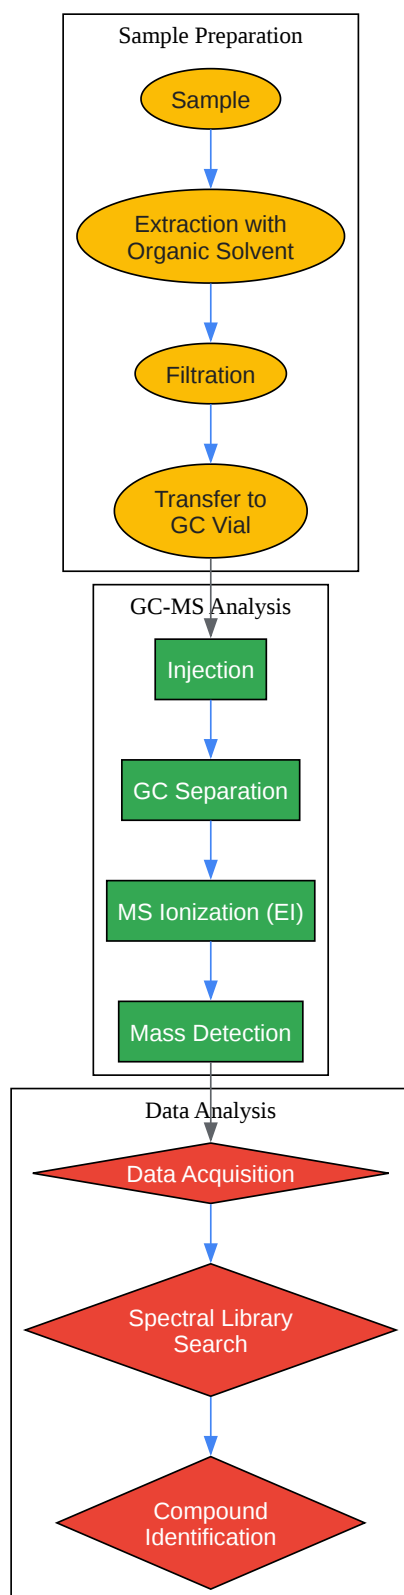 Sample Preparation
Sample
Extraction with
Organic Solvent
Filtration
Transfer to
GC Vial
GC-MS Analysis
Injection
GC Separation
MS Ionization (EI)
Mass Detection
Data Analysis
Data Acquisition
Spectral Library
Search
Compound
Identification